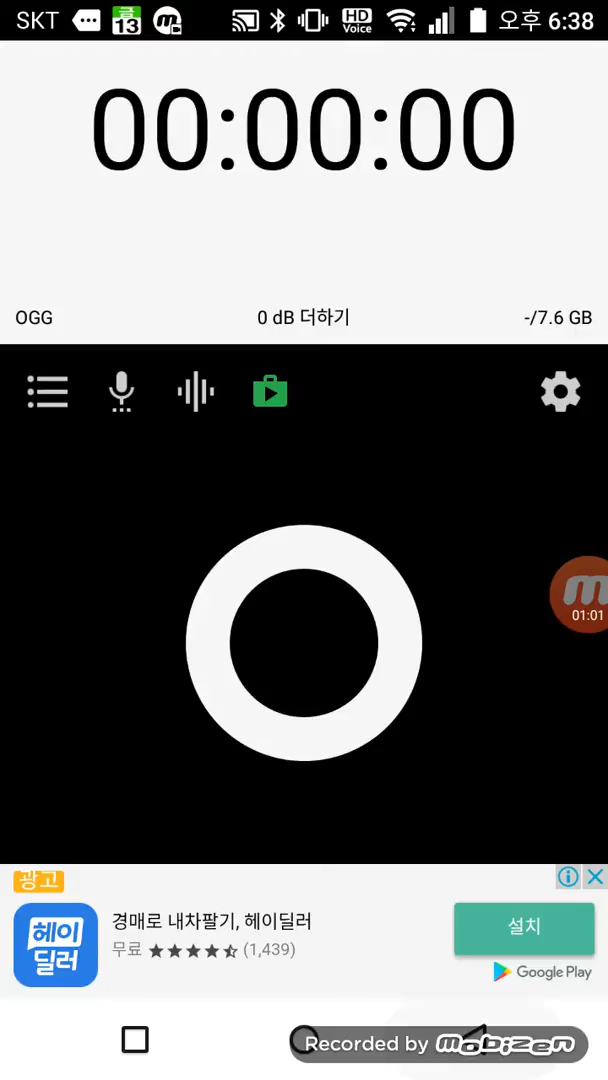 SKT
13
HD
Voice
오후 6:38
00:00:00
OGG
0 dB 더하기
-/7.6 GB
01:01
광고
헤이
딜러
경매로 내차팔기, 헤이딜러
무료 (1,439)
설치
Google Play
Recorded by mobizen